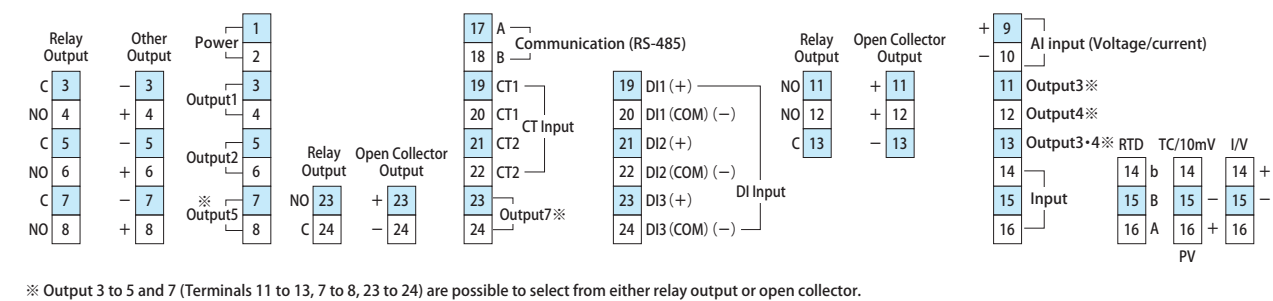 Relay Output
C 3
NO 4
C 5
NO 6
C 7
NO 8
Other Output
− 3
+ 4
− 5
+ 6
− 7
+ 8
Power 1
2
Output1 3
4
Output2 5
6
※ Output5 7
8
Relay Output
NO 23
C 24
Open Collector Output
+ 23
− 24
17 A
Communication (RS-485)
18 B
19 CT1
20 CT1
CT Input
21 CT2
22 CT2
23
Output7※
24
19 DI1 (+)
20 DI1 (COM) (−)
21 DI2 (+)
22 DI2 (COM) (−)
23 DI3 (+)
24 DI3 (COM) (−)
DI Input
Relay Output
NO 11
NO 12
C 13
Open Collector Output
+ 11
+ 12
− 13
+ 9
AI input (Voltage/current)
− 10
11 Output3※
12 Output4※
13 Output3・4※
14
15 Input
16
RTD
14 b
15 B
16 A
TC/10mV
14
15 −
16 +
PV
I/V
14 +
15 −
16
※ Output 3 to 5 and 7 (Terminals 11 to 13, 7 to 8, 23 to 24) are possible to select from either relay output or open collector.